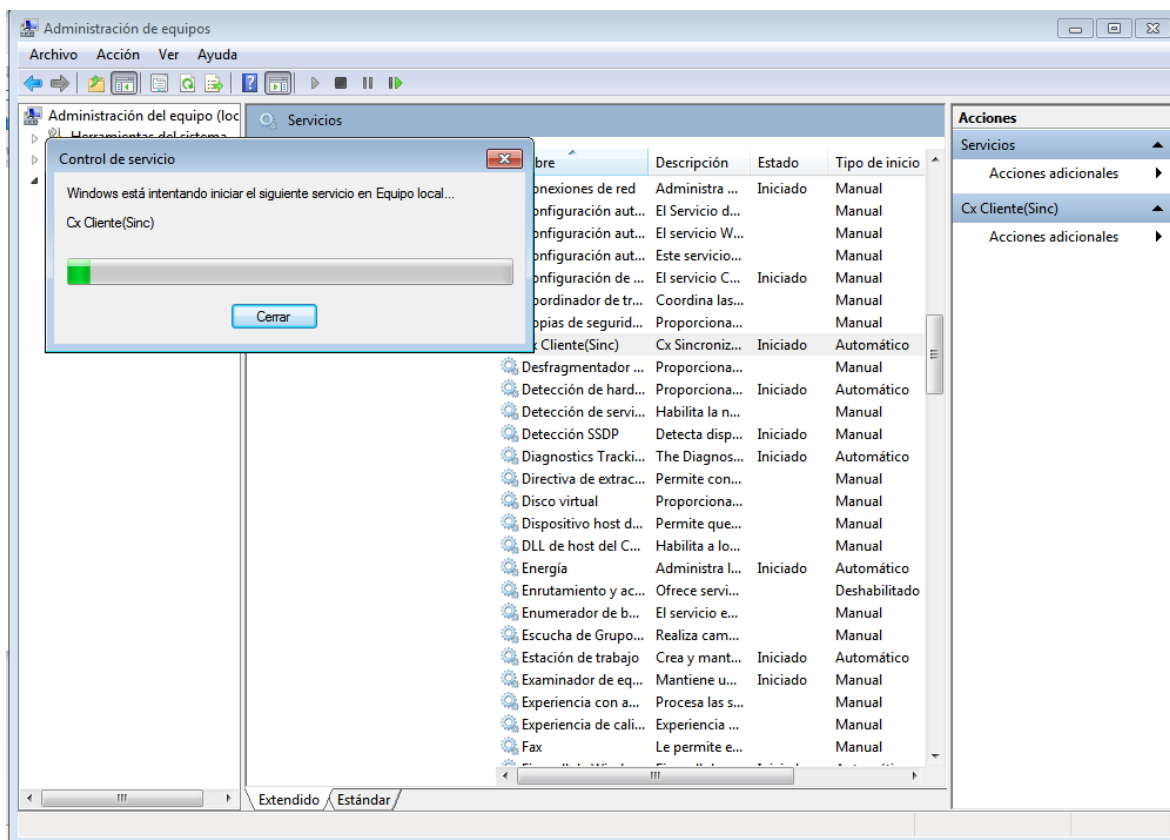 Administración de equipos
Archivo Acción Ver Ayuda
Administración del equipo (loc
Herramientas del sistema
Servicios
Control de servicio
Windows está intentando iniciar el siguiente servicio en Equipo local...
Cx Cliente(Sinc)
Cerrar
bre Descripción Estado Tipo de inicio
onexiones de red Administra ... Iniciado Manual
onfiguración aut... El Servicio d... Manual
onfiguración aut... El servicio W... Manual
onfiguración aut... Este servicio... Manual
onfiguración de ... El servicio C... Iniciado Manual
oordinador de tr... Coordina las... Manual
opias de segurid... Proporciona... Manual
Cliente(Sinc) Cx Sincroniz... Iniciado Automático
Desfragmentador ... Proporciona... Manual
Detección de hard... Proporciona... Iniciado Automático
Detección de servi... Habilita la n... Manual
Detección SSDP Detecta disp... Iniciado Manual
Diagnostics Tracki... The Diagnos... Iniciado Automático
Directiva de extrac... Permite con... Manual
Disco virtual Proporciona... Manual
Dispositivo host d... Permite que... Manual
DLL de host del C... Habilita a lo... Manual
Energía Administra l... Iniciado Automático
Enrutamiento y ac... Ofrece servi... Deshabilitado
Enumerador de b... El servicio e... Manual
Escucha de Grupo... Realiza cam... Manual
Estación de trabajo Crea y mant... Iniciado Automático
Examinador de eq... Mantiene u... Iniciado Manual
Experiencia con a... Procesa las s... Manual
Experiencia de cali... Experiencia ... Manual
Fax Le permite e... Manual
Extendido Estándar
Acciones
Servicios
Acciones adicionales
Cx Cliente(Sinc)
Acciones adicionales